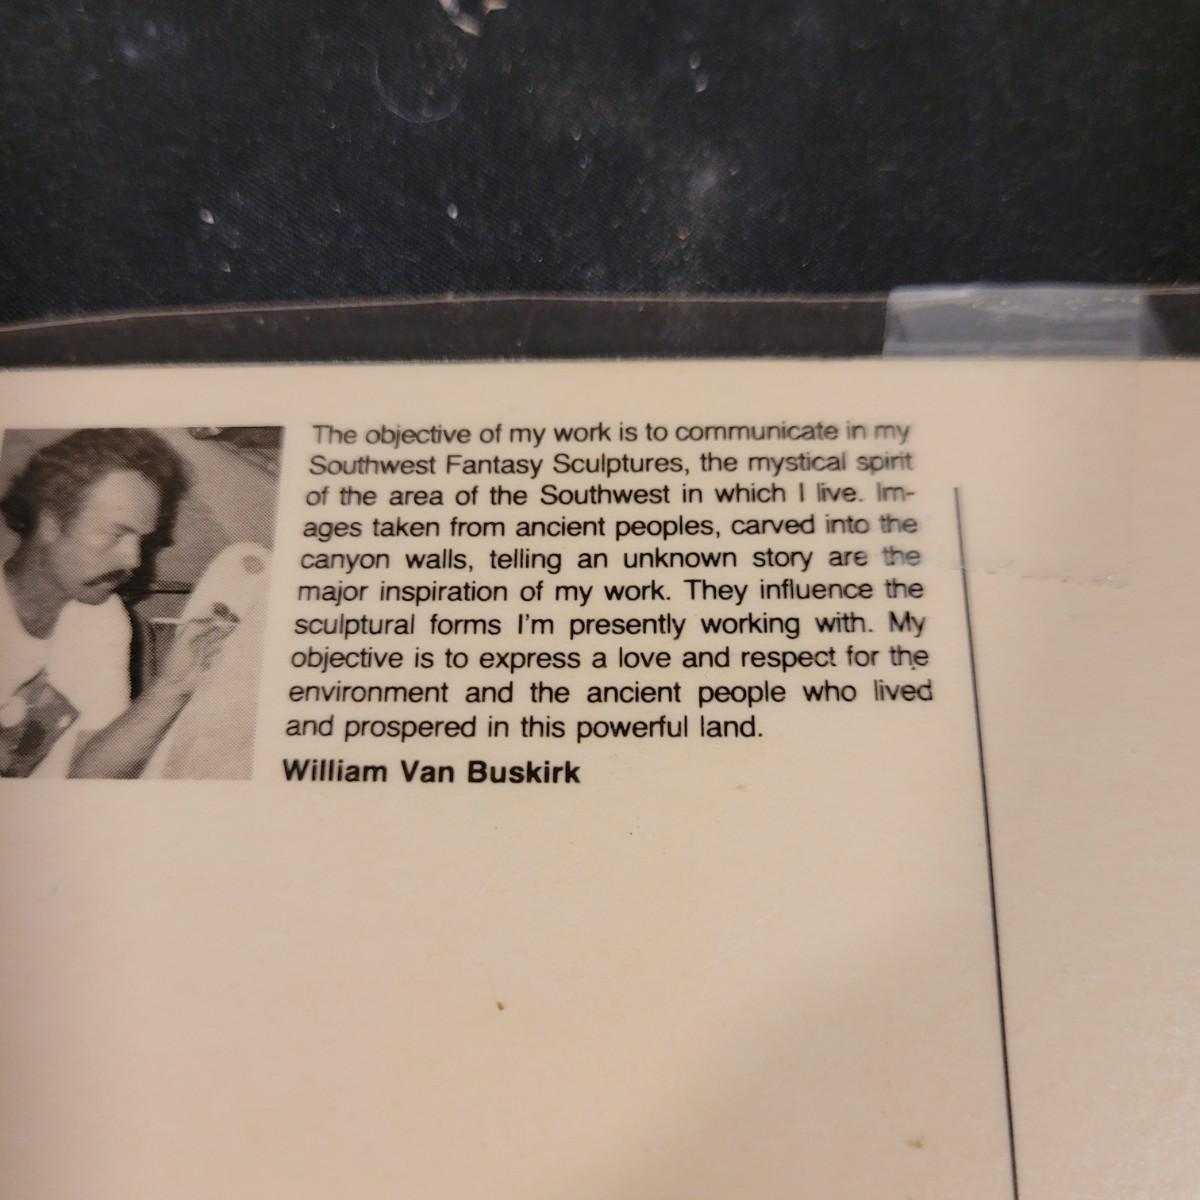 The objective of my work is to communicate in my
Southwest Fantasy Sculptures, the mystical spirit
of the area of the Southwest in which I live. Im-
ages taken from ancient peoples, carved into the
canyon walls, telling an unknown story are the
major inspiration of my work. They influence the
sculptural forms I'm presently working with. My
objective is to express a love and respect for the
environment and the ancient people who lived
and prospered in this powerful land.
William Van Buskirk